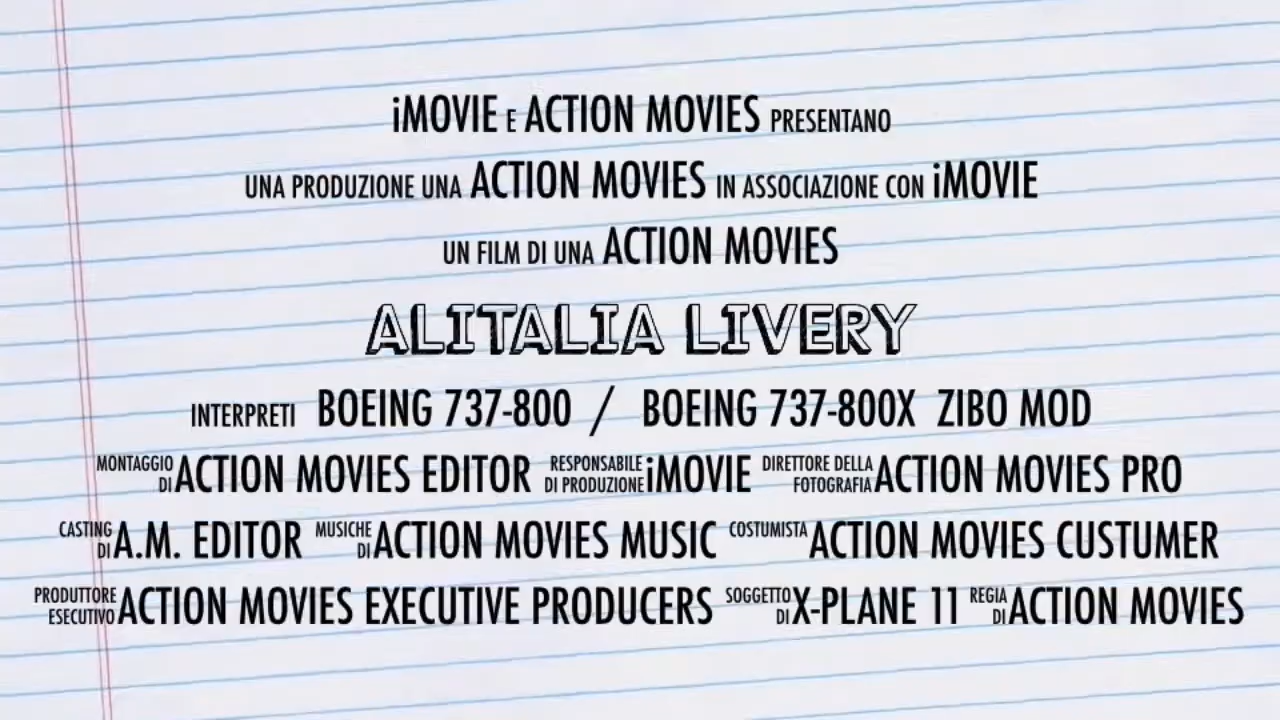 iMOVIE E ACTION MOVIES PRESENTANO
UNA PRODUZIONE UNA ACTION MOVIES IN ASSOCIAZIONE CON iMOVIE
UN FILM DI UNA ACTION MOVIES
ALITALIA LIVERY
INTERPRETI BOEING 737-800 / BOEING 737-800X ZIBO MOD
MONTAGGIO DI ACTION MOVIES EDITOR RESPONSABILE DI PRODUZIONE iMOVIE DIRETTORE DELLA FOTOGRAFIA ACTION MOVIES PRO
CASTING DI A.M. EDITOR MUSICHE DI ACTION MOVIES MUSIC COSTUMISTA ACTION MOVIES CUSTUMER
PRODUTTORE ESECUTIVO ACTION MOVIES EXECUTIVE PRODUCERS SOGGETTO DI X-PLANE 11 REGIA DI ACTION MOVIES